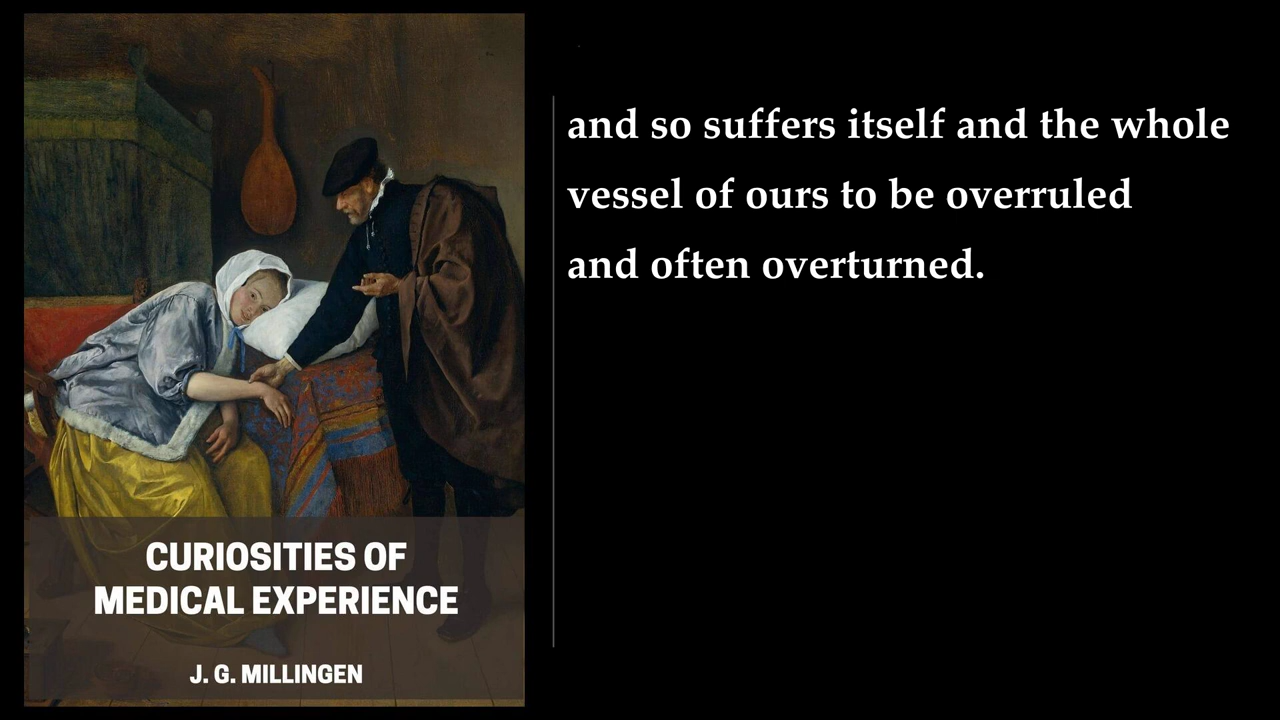 and so suffers itself and the whole
vessel of ours to be overruled
and often overturned.
CURIOSITIES OF
MEDICAL EXPERIENCE
J. G. MILLINGEN